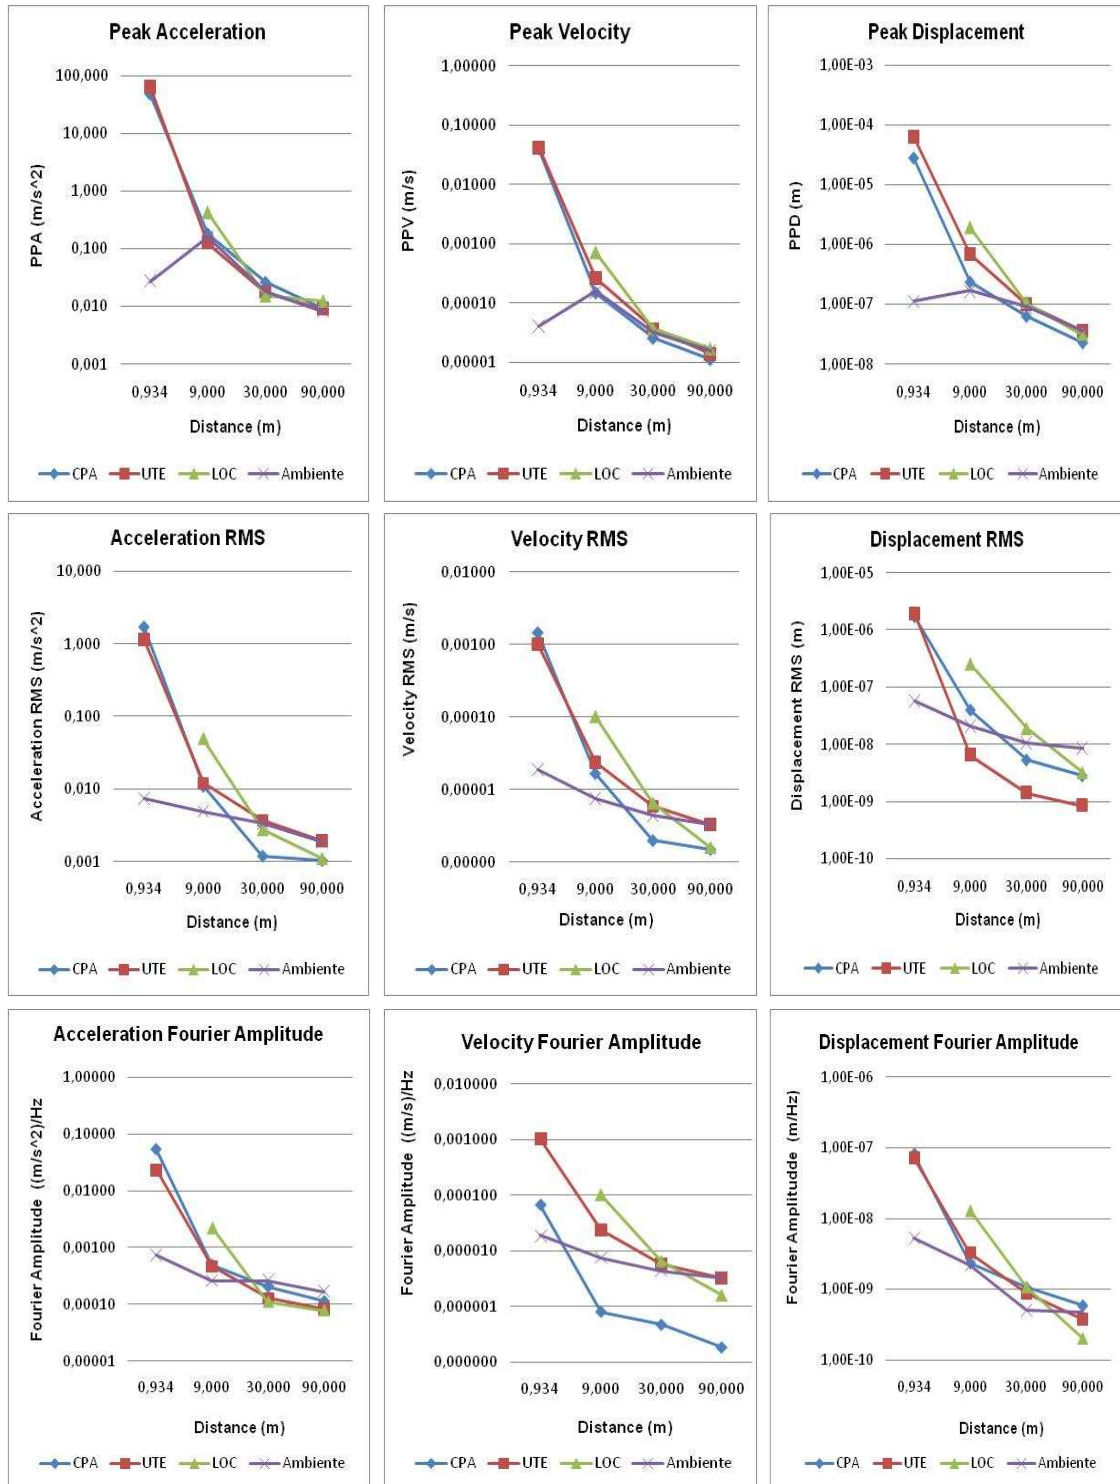 Peak Acceleration
PPA (m/s^2)
100,000
10,000
1,000
0,100
0,010
0,001
0,934 9,000 30,000 90,000
Distance (m)
CPA UTE LOC Ambiente
Peak Velocity
PPV (m/s)
1,00000
0,10000
0,01000
0,00100
0,00010
0,00001
0,934 9,000 30,000 90,000
Distance (m)
CPA UTE LOC Ambiente
Peak Displacement
PPD (m)
1,00E-03
1,00E-04
1,00E-05
1,00E-06
1,00E-07
1,00E-08
0,934 9,000 30,000 90,000
Distance (m)
CPA UTE LOC Ambiente
Acceleration RMS
Acceleration RMS (m/s^2)
10,000
1,000
0,100
0,010
0,001
0,934 9,000 30,000 90,000
Distance (m)
CPA UTE LOC Ambiente
Velocity RMS
Velocity RMS (m/s)
0,01000
0,00100
0,00010
0,00001
0,00000
0,934 9,000 30,000 90,000
Distance (m)
CPA UTE LOC Ambiente
Displacement RMS
Displacement RMS (m)
1,00E-05
1,00E-06
1,00E-07
1,00E-08
1,00E-09
1,00E-10
0,934 9,000 30,000 90,000
Distance (m)
CPA UTE LOC Ambiente
Acceleration Fourier Amplitude
Fourier Amplitude ((m/s^2)/Hz
1,00000
0,10000
0,01000
0,00100
0,00010
0,00001
0,934 9,000 30,000 90,000
Distance (m)
CPA UTE LOC Ambiente
Velocity Fourier Amplitude
Fourier Amplitude ((m/s)/Hz
0,010000
0,001000
0,000100
0,000010
0,000001
0,000000
0,934 9,000 30,000 90,000
Distance (m)
CPA UTE LOC Ambiente
Displacement Fourier Amplitude
Fourier Amplitudde (m/Hz)
1,00E-06
1,00E-07
1,00E-08
1,00E-09
1,00E-10
0,934 9,000 30,000 90,000
Distance (m)
CPA UTE LOC Ambiente